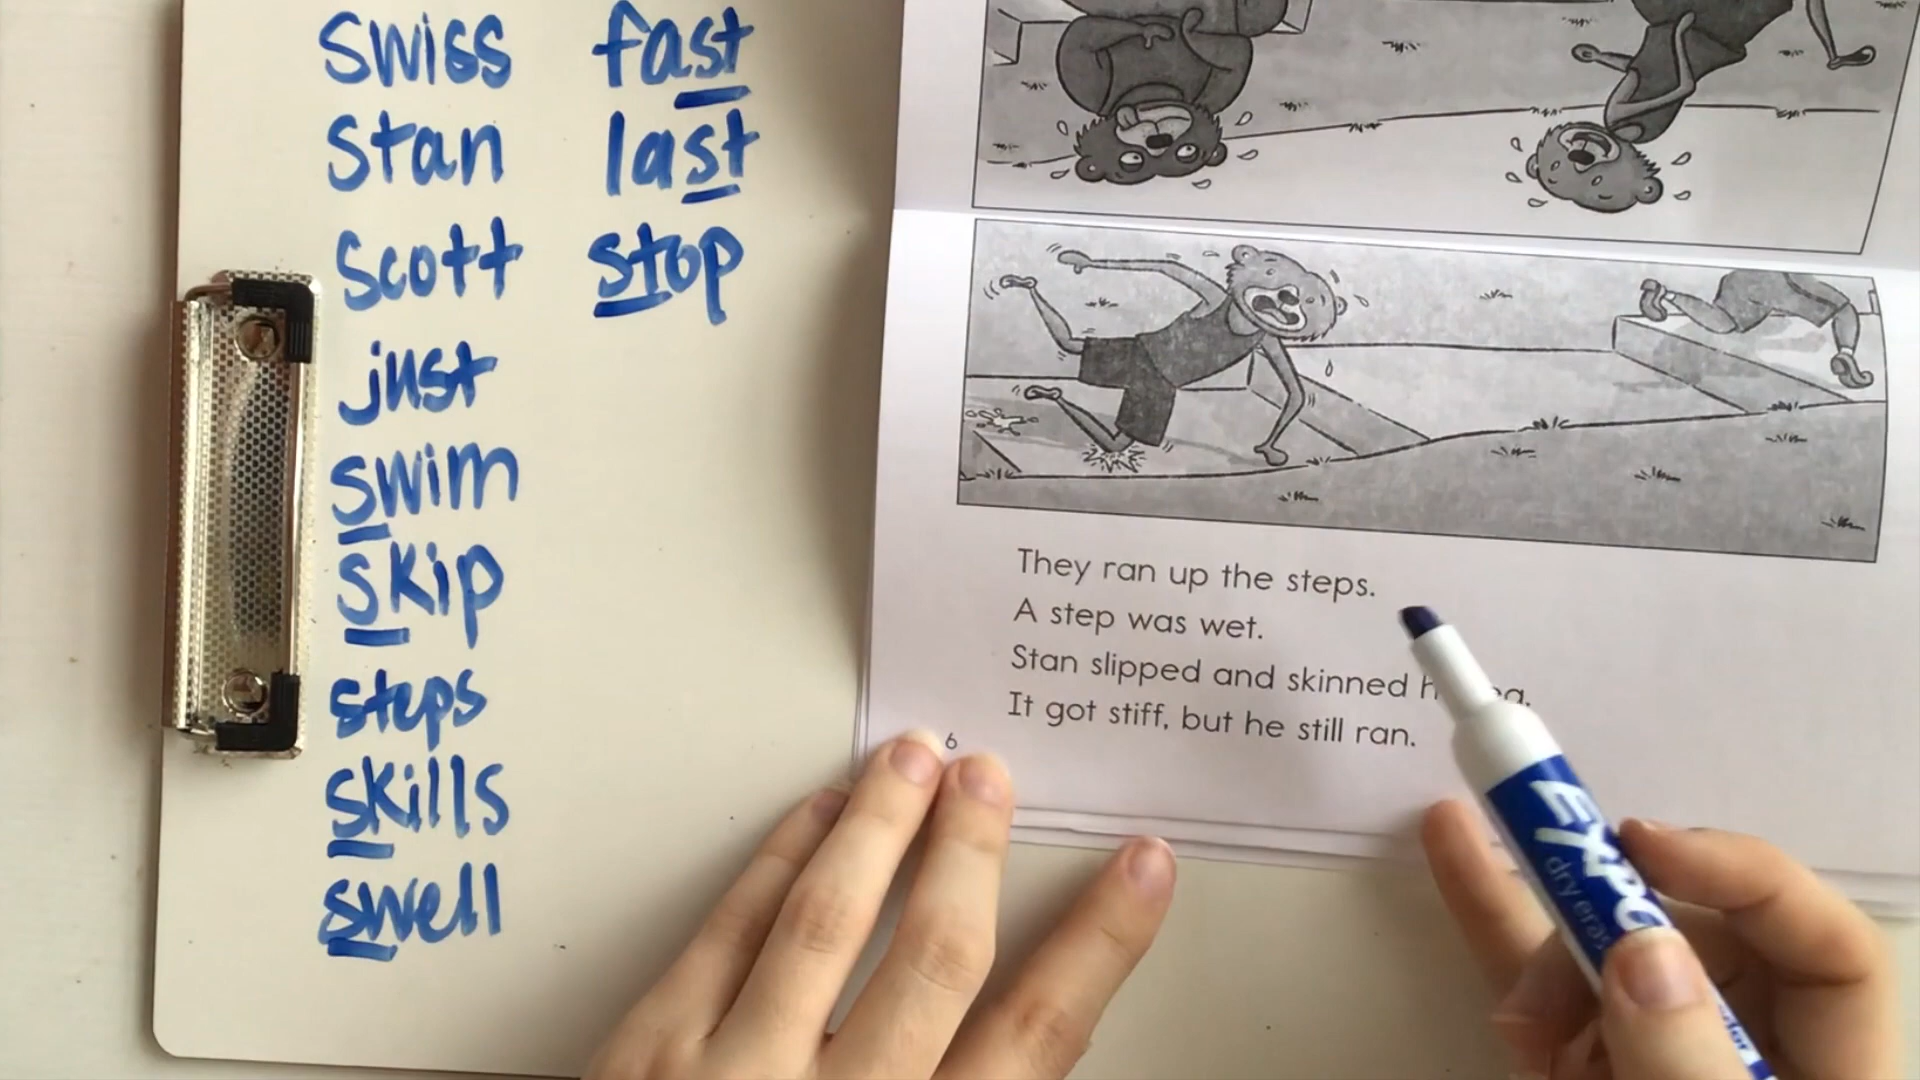 swiss
stan
scott
just
swim
skip
steps
skills
swell
fast
last
stop
They ran up the steps.
A step was wet.
Stan slipped and skinned
It got stiff, but he still ran.
6
EXPO
dry eras